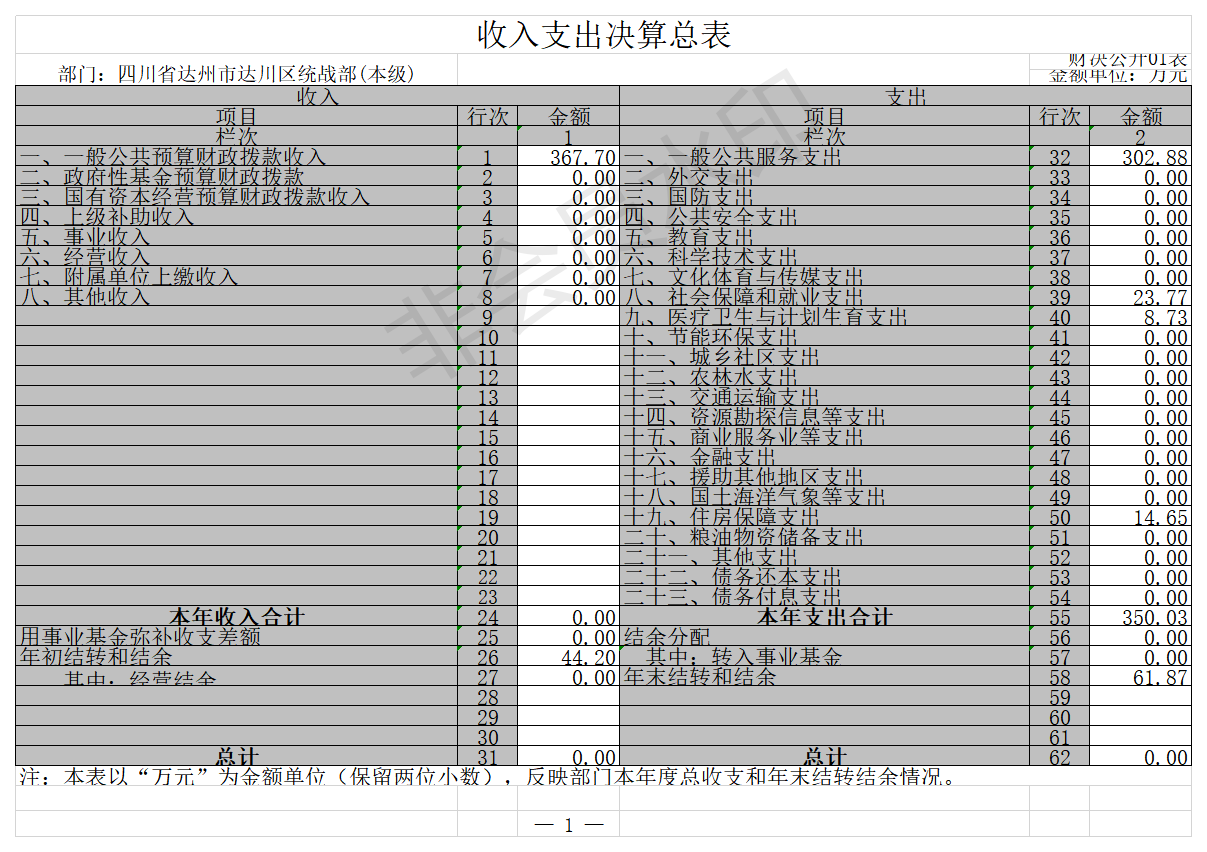 收入支出决算总表
财决公开01表
部门：四川省达州市达川区统战部(本级)
金额单位：万元
收入 支出
项目 行次 金额 项目 行次 金额
栏次 1 栏次 2
一、一般公共预算财政拨款收入 1 367.70 一、一般公共服务支出 32 302.88
二、政府性基金预算财政拨款 2 0.00 二、外交支出 33 0.00
三、国有资本经营预算财政拨款收入 3 0.00 三、国防支出 34 0.00
四、上级补助收入 4 0.00 四、公共安全支出 35 0.00
五、事业收入 5 0.00 五、教育支出 36 0.00
六、经营收入 6 0.00 六、科学技术支出 37 0.00
七、附属单位上缴收入 7 0.00 七、文化体育与传媒支出 38 0.00
八、其他收入 8 0.00 八、社会保障和就业支出 39 23.77
9 九、医疗卫生与计划生育支出 40 8.73
10 十、节能环保支出 41 0.00
11 十一、城乡社区支出 42 0.00
12 十二、农林水支出 43 0.00
13 十三、交通运输支出 44 0.00
14 十四、资源勘探信息等支出 45 0.00
15 十五、商业服务业等支出 46 0.00
16 十六、金融支出 47 0.00
17 十七、援助其他地区支出 48 0.00
18 十八、国土海洋气象等支出 49 0.00
19 十九、住房保障支出 50 14.65
20 二十、粮油物资储备支出 51 0.00
21 二十一、其他支出 52 0.00
22 二十二、债务还本支出 53 0.00
23 二十三、债务付息支出 54 0.00
本年收入合计 24 0.00 本年支出合计 55 350.03
用事业基金弥补收支差额 25 0.00 结余分配 56 0.00
年初结转和结余 26 44.20 其中：转入事业基金 57 0.00
其中：经营结余 27 0.00 年末结转和结余 58 61.87
28 59
29 60
30 61
总计 31 0.00 总计 62 0.00
注：本表以“万元”为金额单位（保留两位小数），反映部门本年度总收支和年末结转结余情况。
— 1 —
非会员水印